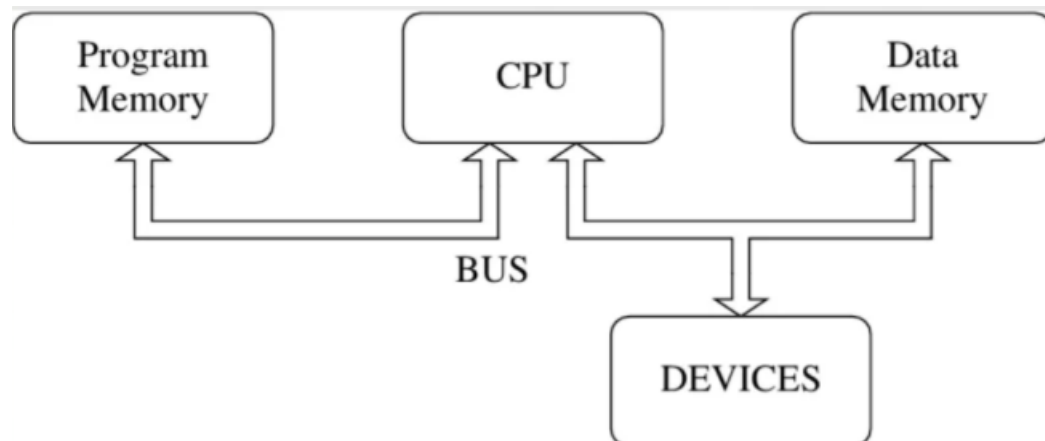 Program
Memory
CPU
Data
Memory
BUS
DEVICES